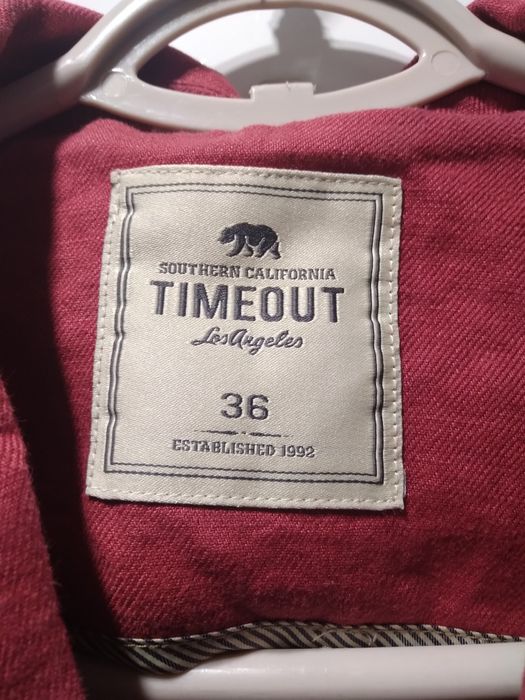 SOUTHERN CALIFORNIA
TIMEOUT
Los Angeles
36
ESTABLISHED 1992